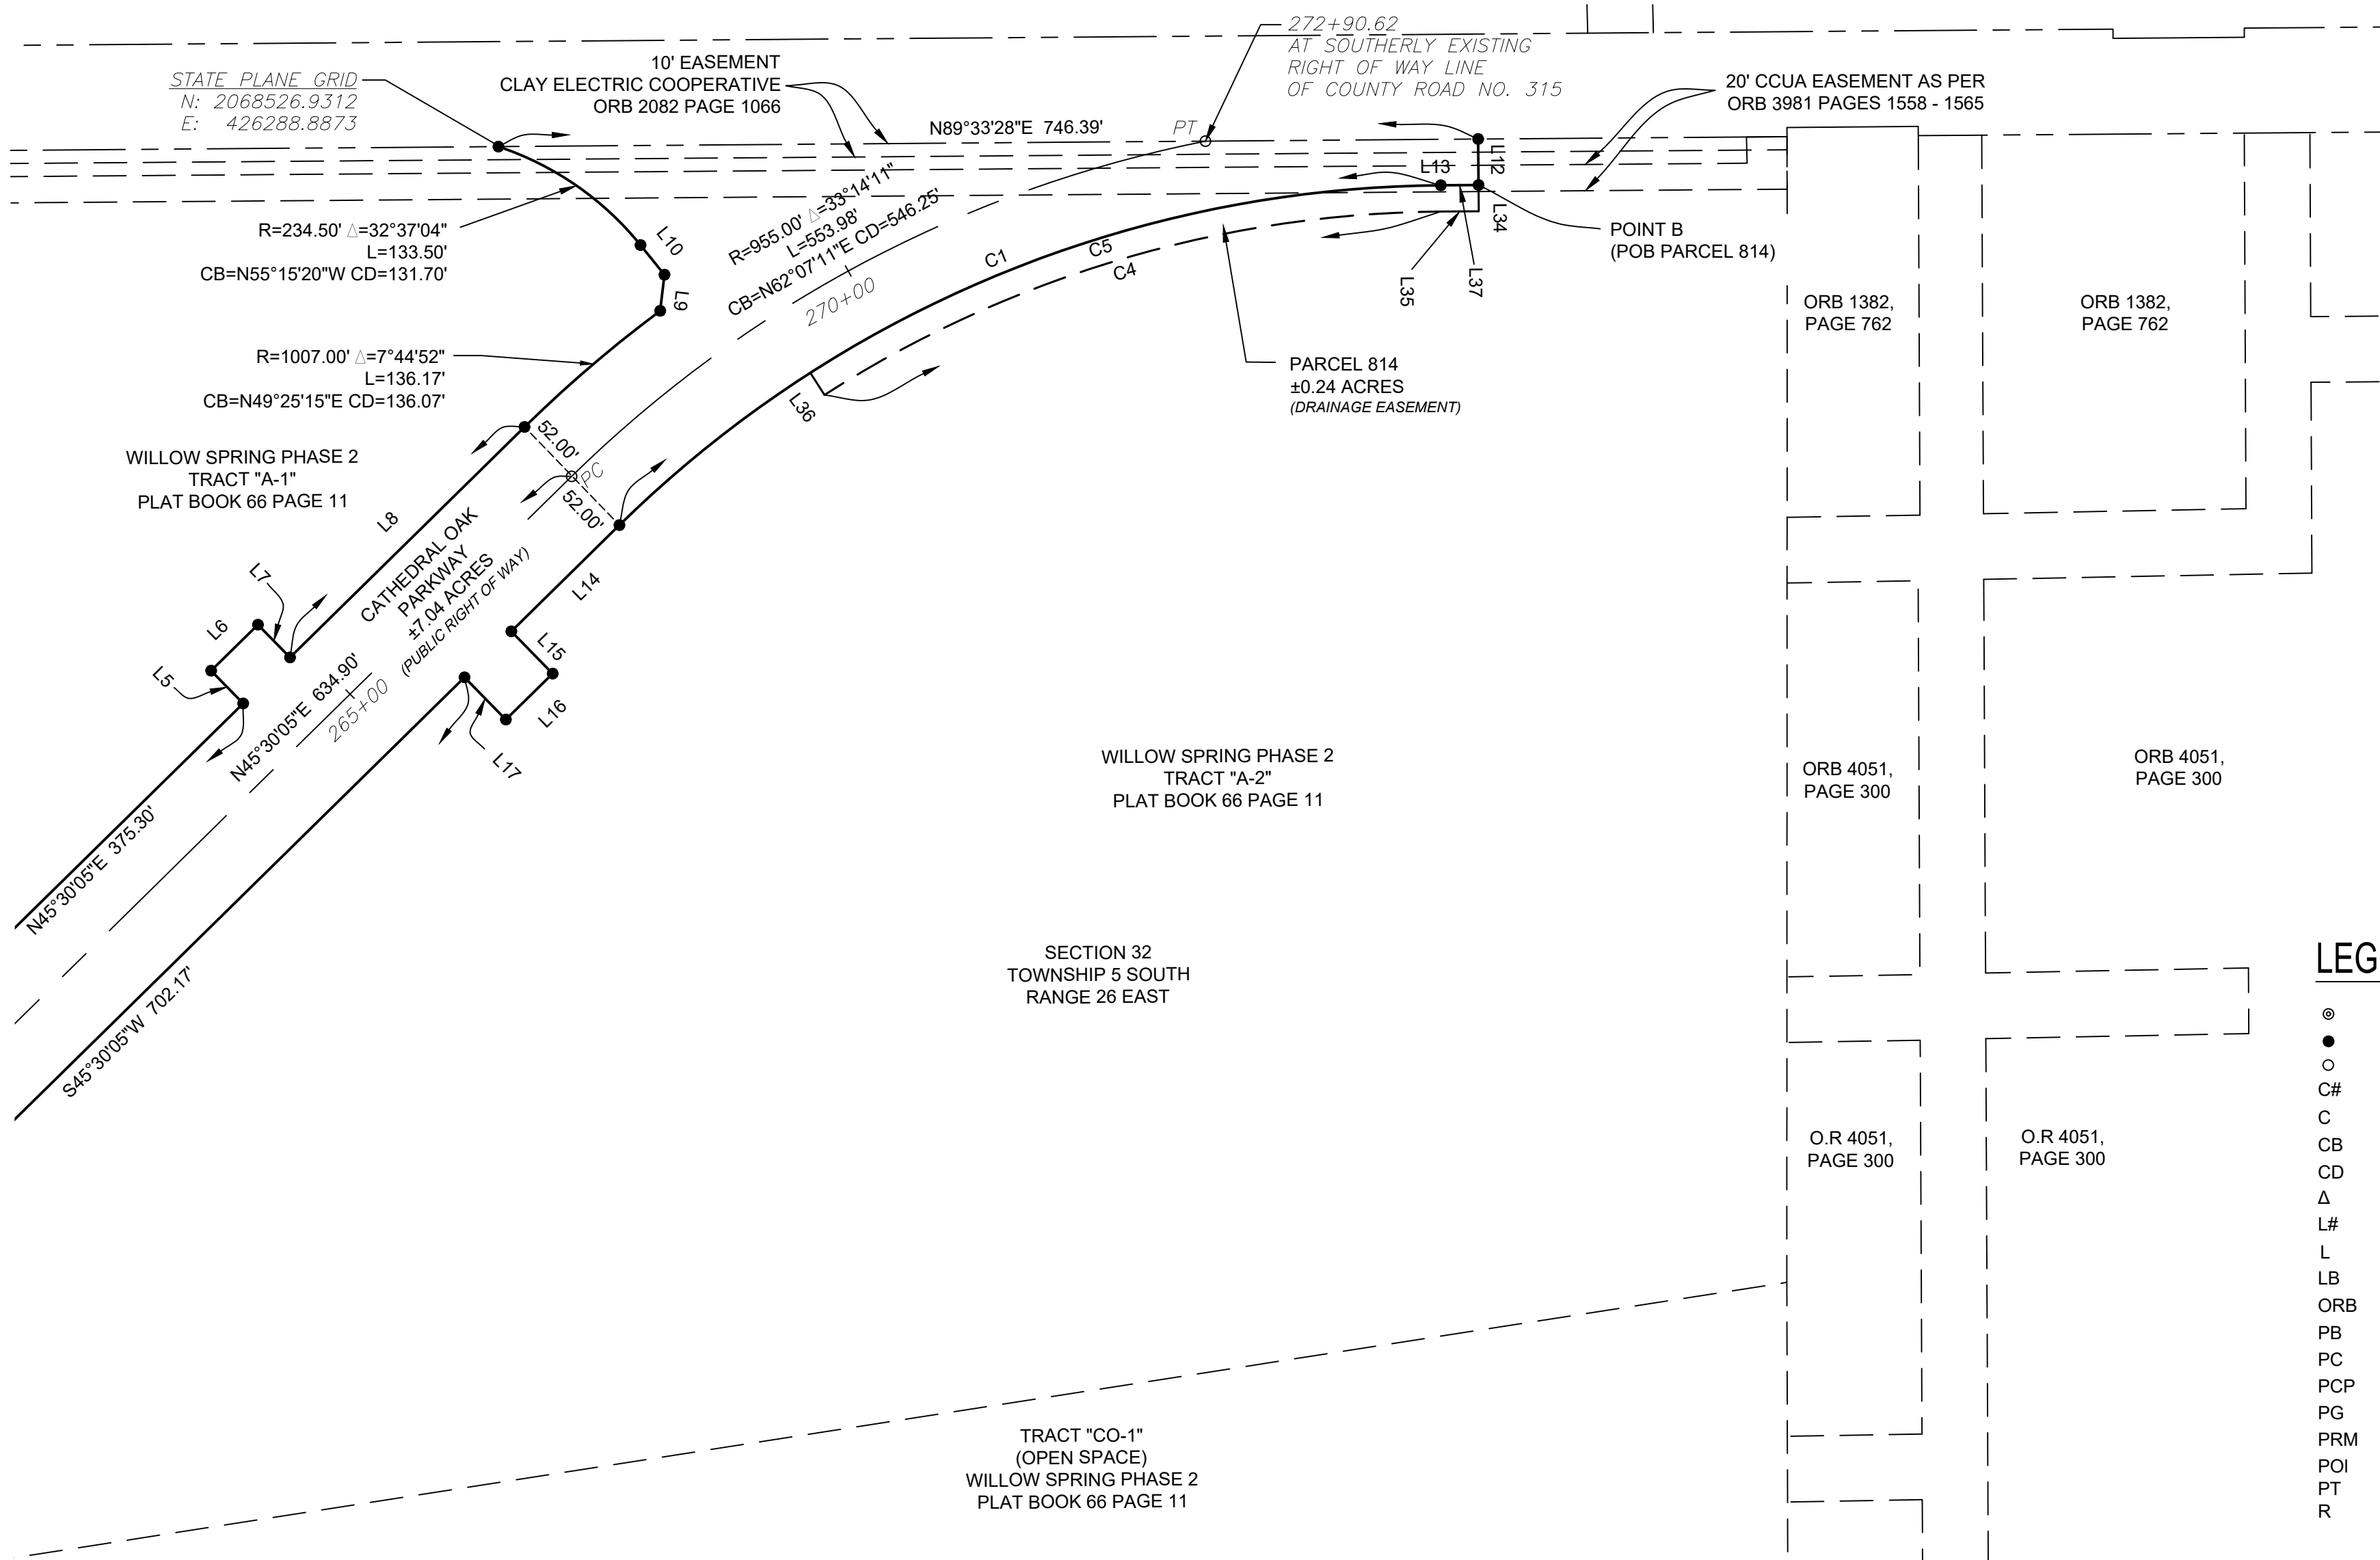 272+90.62
AT SOUTHERLY EXISTING
RIGHT OF WAY LINE
OF COUNTY ROAD NO. 315
STATE PLANE GRID
N: 2068526.9312
E: 426288.8873
10' EASEMENT
CLAY ELECTRIC COOPERATIVE
ORB 2082 PAGE 1066
20' CCUA EASEMENT AS PER
ORB 3981 PAGES 1558 - 1565
N89°33'28"E 746.39'
PT
L12
L13
L34
L37
L35
POINT B
(POB PARCEL 814)
R=234.50' Δ=32°37'04"
L=133.50'
CB=N55°15'20"W CD=131.70'
L10
L9
R=955.00' Δ=33°14'11"
L=553.98'
CB=N62°07'11"E CD=546.25'
270+00
C1
C5
C4
R=1007.00' Δ=7°44'52"
L=136.17'
CB=N49°25'15"E CD=136.07'
L36
PARCEL 814
±0.24 ACRES
(DRAINAGE EASEMENT)
ORB 1382,
PAGE 762
ORB 1382,
PAGE 762
WILLOW SPRING PHASE 2
TRACT "A-1"
PLAT BOOK 66 PAGE 11
52.00'
PC
52.00'
L8
L7
L6
L5
CATHEDRAL OAK
PARKWAY
±7.04 ACRES
(PUBLIC RIGHT OF WAY)
L14
L15
L16
L17
N45°30'05"E 634.90'
265+00
N45°30'05"E 375.30'
S45°30'05"W 702.17'
WILLOW SPRING PHASE 2
TRACT "A-2"
PLAT BOOK 66 PAGE 11
ORB 4051,
PAGE 300
ORB 4051,
PAGE 300
SECTION 32
TOWNSHIP 5 SOUTH
RANGE 26 EAST
O.R 4051,
PAGE 300
O.R 4051,
PAGE 300
TRACT "CO-1"
(OPEN SPACE)
WILLOW SPRING PHASE 2
PLAT BOOK 66 PAGE 11
LEG
C#
C
CB
CD
Δ
L#
L
LB
ORB
PB
PC
PCP
PG
PRM
POI
PT
R